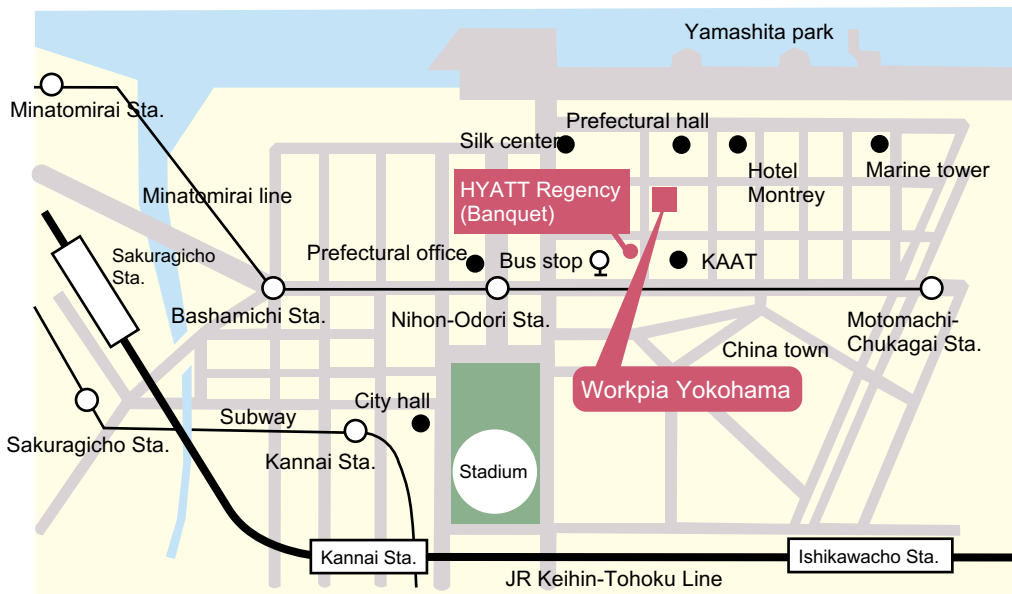 Yamashita park
Minatomirai Sta.
Prefectural hall
Silk center
Hotel
Montrey
Marine tower
HYATT Regency
(Banquet)
Minatomirai line
Sakuragicho
Sta.
Prefectural office
Bus stop
KAAT
Bashamichi Sta.
Nihon-Odori Sta.
Motomachi-
Chukagai Sta.
China town
Workpia Yokohama
City hall
Subway
Sakuragicho Sta.
Kannai Sta.
Stadium
Kannai Sta.
Ishikawacho Sta.
JR Keihin-Tohoku Line